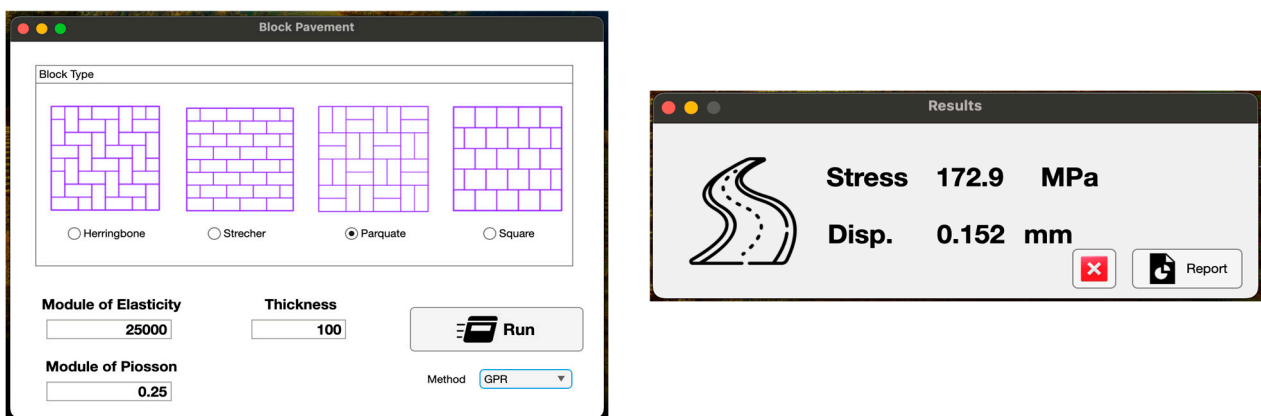 Block Pavement
Block Type
Herringbone
Strecher
Parquate
Square
Module of Elasticity
25000
Thickness
100
Run
Module of Piosson
0.25
Method GPR
Results
Stress 172.9 MPa
Disp. 0.152 mm
Report